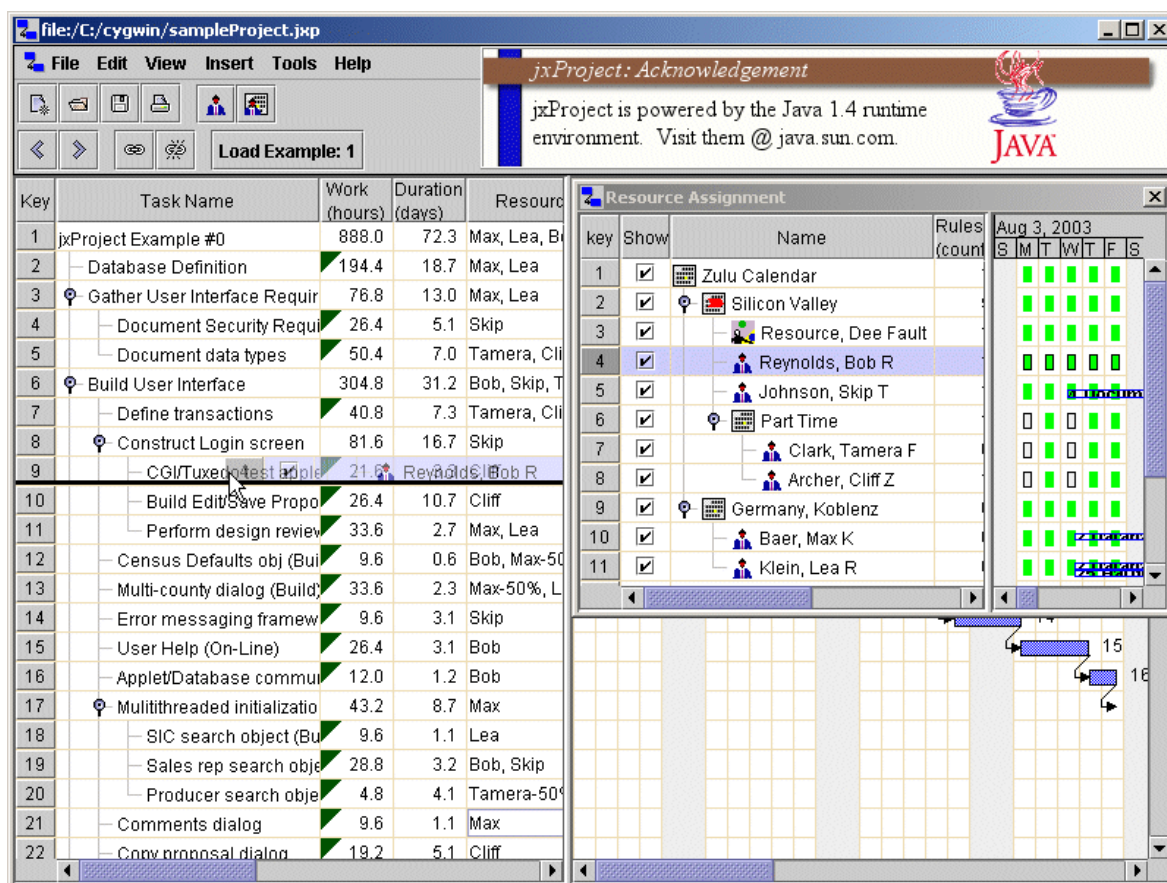 file:/C:/cygwin/sampleProject.jxp
File Edit View Insert Tools Help
jxProject: Acknowledgement
jxProject is powered by the Java 1.4 runtime
environment. Visit them @ java.sun.com.
JAVA
Load Example: 1
Key Task Name Work (hours) Duration (days) Resourc
1 jxProject Example #0 888.0 72.3 Max, Lea, B
2 Database Definition 194.4 18.7 Max, Lea
3 Gather User Interface Requir 76.8 13.0 Max, Lea
4 Document Security Requi 26.4 5.1 Skip
5 Document data types 50.4 7.0 Tamera, Cli
6 Build User Interface 304.8 31.2 Bob, Skip, T
7 Define transactions 40.8 7.3 Tamera, Cli
8 Construct Login screen 81.6 16.7 Skip
9 CGI/Tuxedo test apple 21.6 3.3 Cliff
Reynolds, Bob R
10 Build Edit/Save Propo 26.4 10.7 Cliff
11 Perform design review 33.6 2.7 Max, Lea
12 Census Defaults obj (Bui 9.6 0.6 Bob, Max-50
13 Multi-county dialog (Build) 33.6 2.3 Max-50%, L
14 Error messaging framew 9.6 3.1 Skip
15 User Help (On-Line) 26.4 3.1 Bob
16 Applet/Database commu 12.0 1.2 Bob
17 Mulitithreaded initializatio 43.2 8.7 Max
18 SIC search object (Bu 9.6 1.1 Lea
19 Sales rep search obje 28.8 3.2 Bob, Skip
20 Producer search obje 4.8 4.1 Tamera-50
21 Comments dialog 9.6 1.1 Max
22 Copy proposal dialog 19.2 5.1 Cliff
Resource Assignment
key Show Name Rules (count Aug 3, 2003
S M T W T F S
1 Zulu Calendar
2 Silicon Valley
3 Resource, Dee Fault
4 Reynolds, Bob R
5 Johnson, Skip T
6 Part Time
7 Clark, Tamera F
8 Archer, Cliff Z
9 Germany, Koblenz
10 Baer, Max K
11 Klein, Lea R
14
15
16